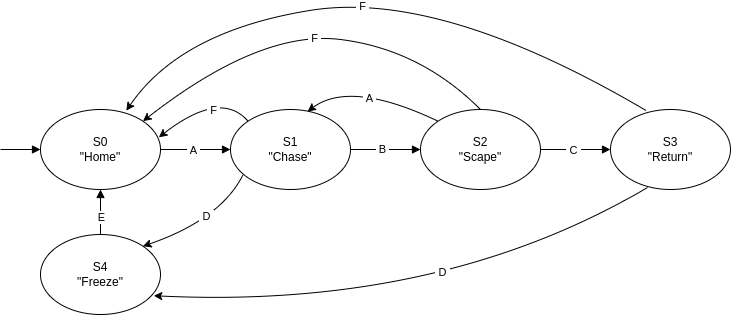 F
F
A
F
S0
"Home"
A
S1
"Chase"
B
S2
"Scape"
C
S3
"Return"
D
E
S4
"Freeze"
D